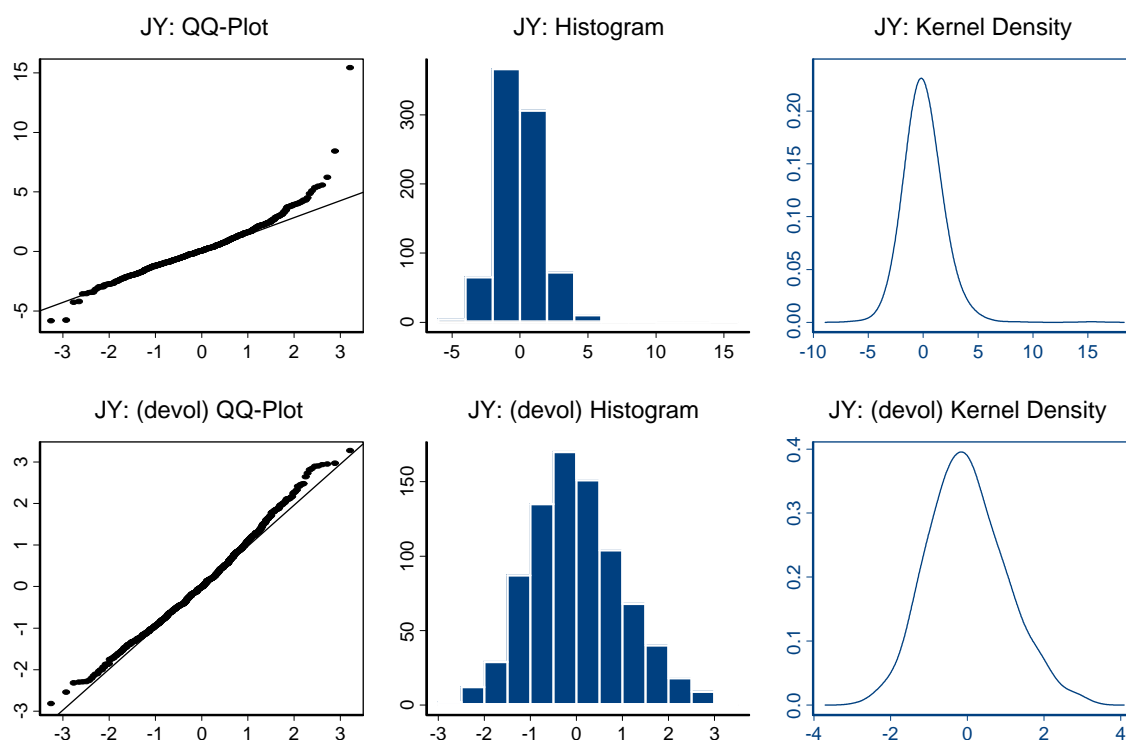 JY: QQ-Plot
15
10
5
0
-5
-3 -2 -1 0 1 2 3
JY: Histogram
300
200
100
0
-5 0 5 10 15
JY: Kernel Density
0.20
0.15
0.10
0.05
0.00
-10 -5 0 5 10 15
JY: (devol) QQ-Plot
3
2
1
0
-1
-2
-3
-3 -2 -1 0 1 2 3
JY: (devol) Histogram
150
100
50
0
-3 -2 -1 0 1 2 3
JY: (devol) Kernel Density
0.4
0.3
0.2
0.1
0.0
-4 -2 0 2 4